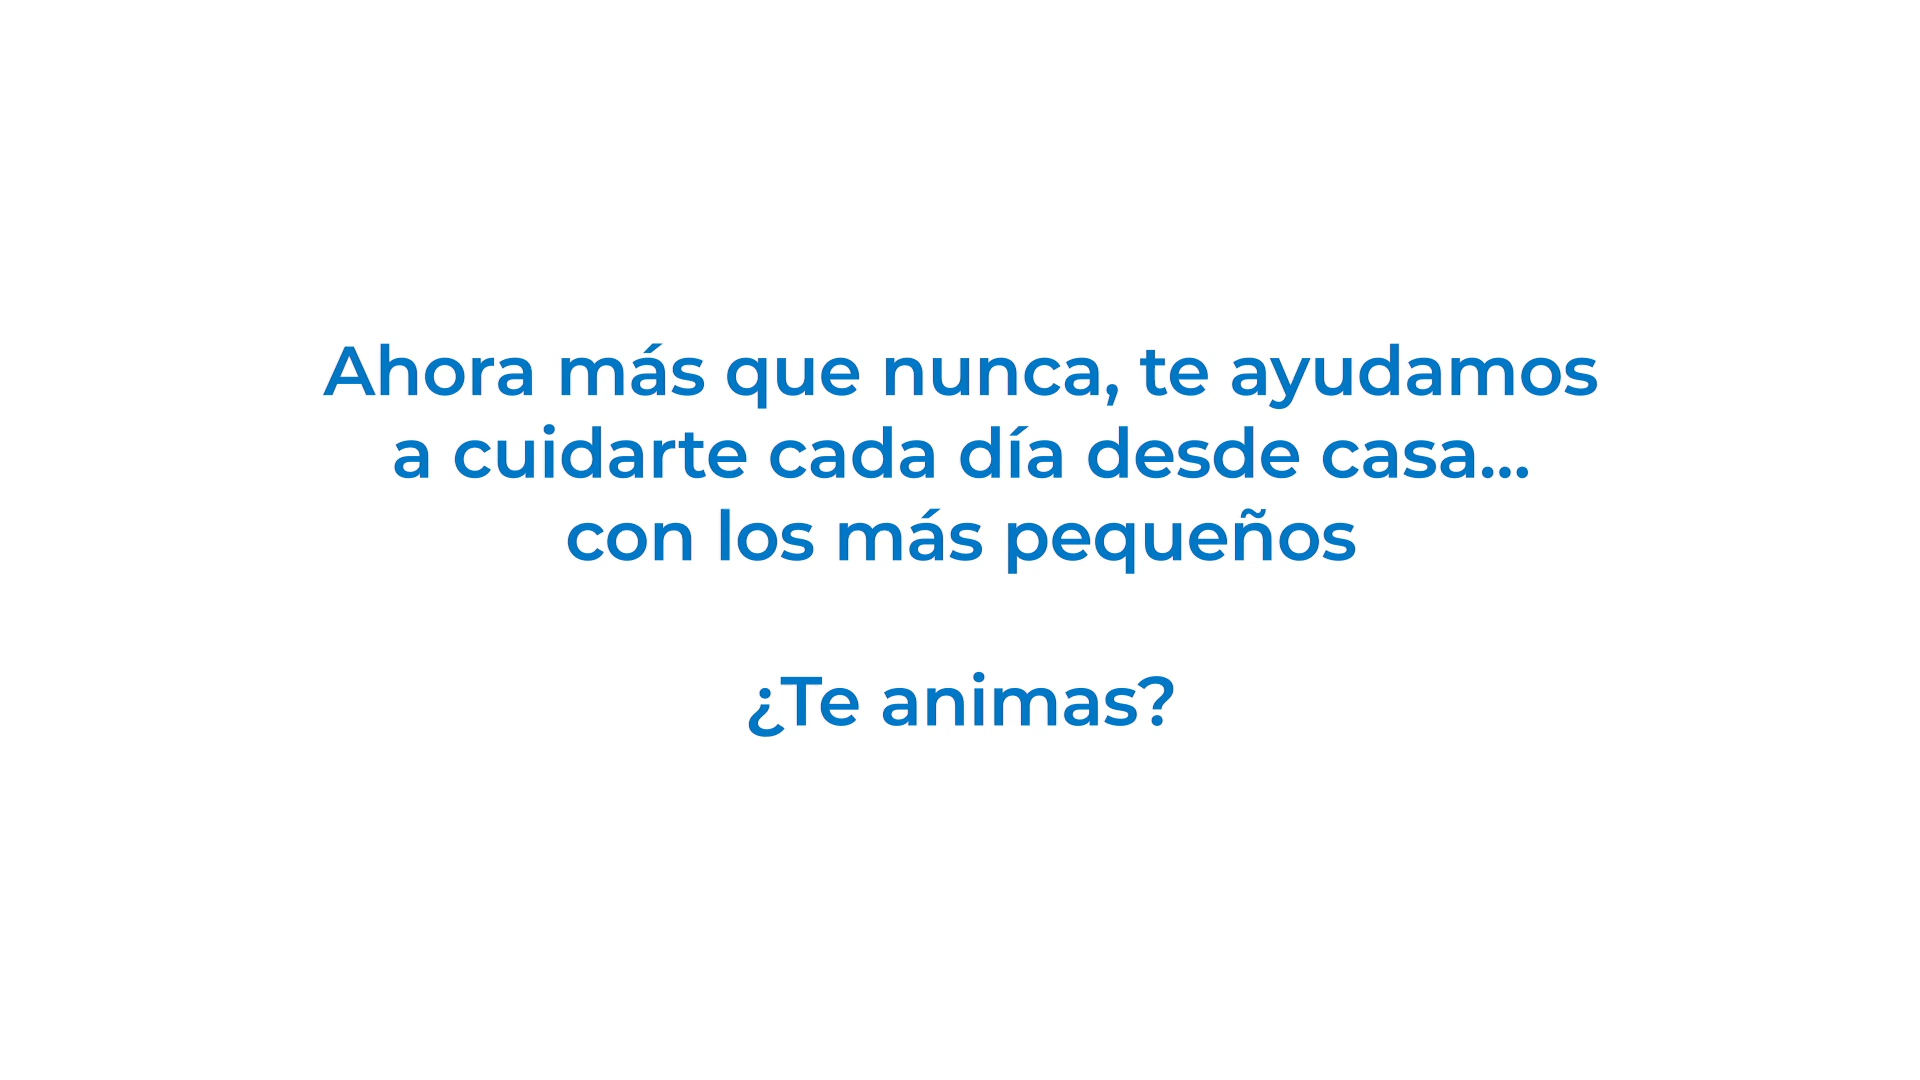 Ahora más que nunca, te ayudamos
a cuidarte cada día desde casa...
con los más pequeños
¿Te animas?